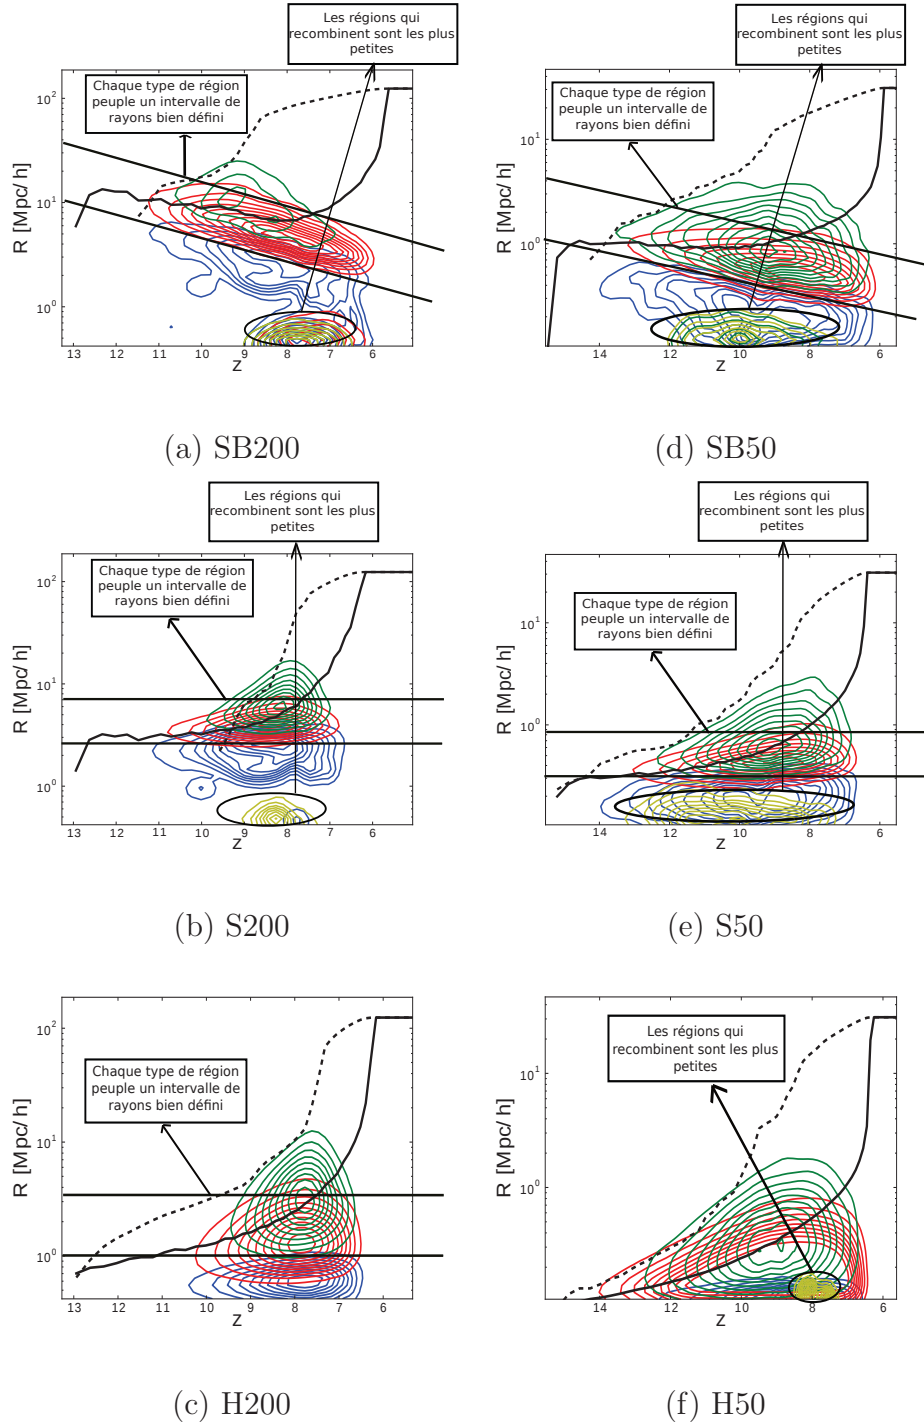 Les régions qui
recombinent sont les plus
petites
Chaque type de région
peuple un intervalle de
rayons bien défini
R [Mpc/h]
10²
10¹
10⁰
13 12 11 10 9 8 7 6
Z
(a) SB200
Les régions qui
recombinent sont les plus
petites
Chaque type de région
peuple un intervalle de
rayons bien défini
R [Mpc/h]
10¹
10⁰
14 12 10 8 6
Z
(d) SB50
Les régions qui
recombinent sont les plus
petites
Chaque type de région
peuple un intervalle de
rayons bien défini
R [Mpc/h]
10²
10¹
10⁰
13 12 11 10 9 8 7 6
Z
(b) S200
Les régions qui
recombinent sont les plus
petites
Chaque type de région
peuple un intervalle de
rayons bien défini
R [Mpc/h]
10¹
10⁰
14 12 10 8 6
Z
(e) S50
Chaque type de région
peuple un intervalle de
rayons bien défini
R [Mpc/h]
10²
10¹
10⁰
13 12 11 10 9 8 7 6
Z
(c) H200
Les régions qui
recombinent sont les plus
petites
R [Mpc/h]
10¹
10⁰
14 12 10 8 6
Z
(f) H50